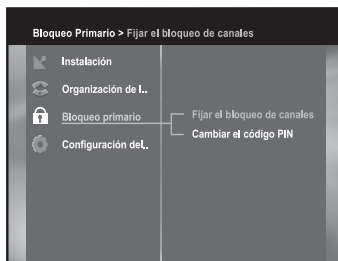 Bloqueo Primario > Fijar el bloqueo de canales
Instalación
Organización de l..
Bloqueo primario
Configuración del..
Fijar el bloqueo de canales
Cambiar el código PIN